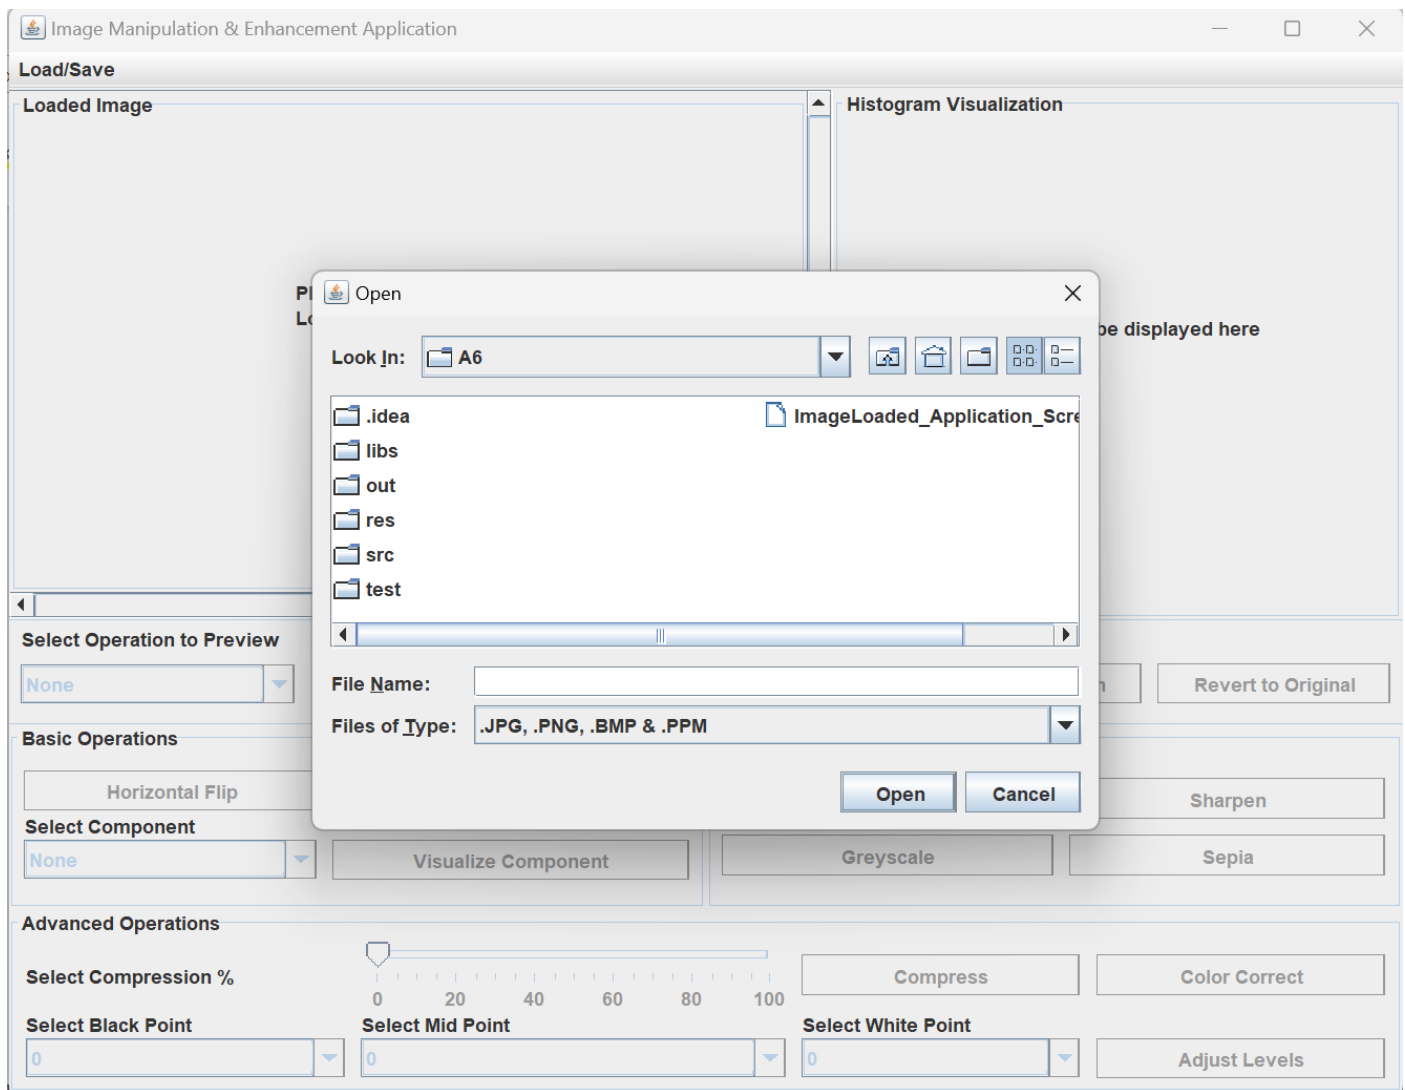 Image Manipulation & Enhancement Application
Load/Save
Loaded Image
Histogram Visualization
be displayed here
Open
Look In:
A6
.idea
libs
out
res
src
test
ImageLoaded_Application_Scre
File Name:
Files of Type:
.JPG, .PNG, .BMP & .PPM
Open
Cancel
Select Operation to Preview
None
Revert to Original
Basic Operations
Horizontal Flip
Sharpen
Select Component
None
Visualize Component
Greyscale
Sepia
Advanced Operations
Select Compression %
0 20 40 60 80 100
Compress
Color Correct
Select Black Point
Select Mid Point
Select White Point
0
0
0
Adjust Levels